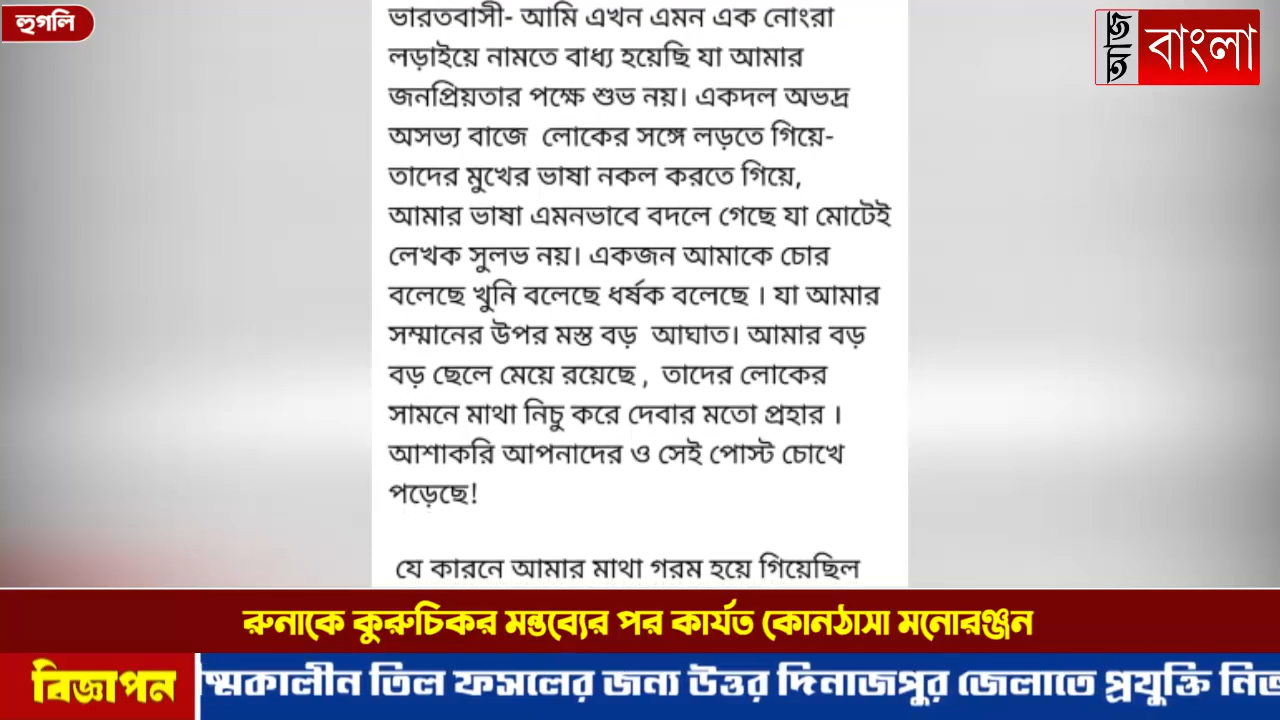 হুগলি
আজ বাংলা
ভারতবাসী- আমি এখন এমন এক নোংরা
লড়াইয়ে নামতে বাধ্য হয়েছি যা আমার
জনপ্রিয়তার পক্ষে শুভ নয়। একদল অভদ্র
অসভ্য বাজে লোকের সঙ্গে লড়তে গিয়ে-
তাদের মুখের ভাষা নকল করতে গিয়ে,
আমার ভাষা এমনভাবে বদলে গেছে যা মোটেই
লেখক সুলভ নয়। একজন আমাকে চোর
বলেছে খুনি বলেছে ধর্ষক বলেছে । যা আমার
সম্মানের উপর মস্ত বড় আঘাত। আমার বড়
বড় ছেলে মেয়ে রয়েছে , তাদের লোকের
সামনে মাথা নিচু করে দেবার মতো প্রহার ।
আশাকরি আপনাদের ও সেই পোস্ট চোখে
পড়েছে!
যে কারনে আমার মাথা গরম হয়ে গিয়েছিল
রুনাকে কুরুচিকর মন্তব্যের পর কার্যত কোনঠাসা মনোরঞ্জন
বিজ্ঞাপন
ষ্মকালীন তিল ফসলের জন্য উত্তর দিনাজপুর জেলাতে প্রযুক্তি